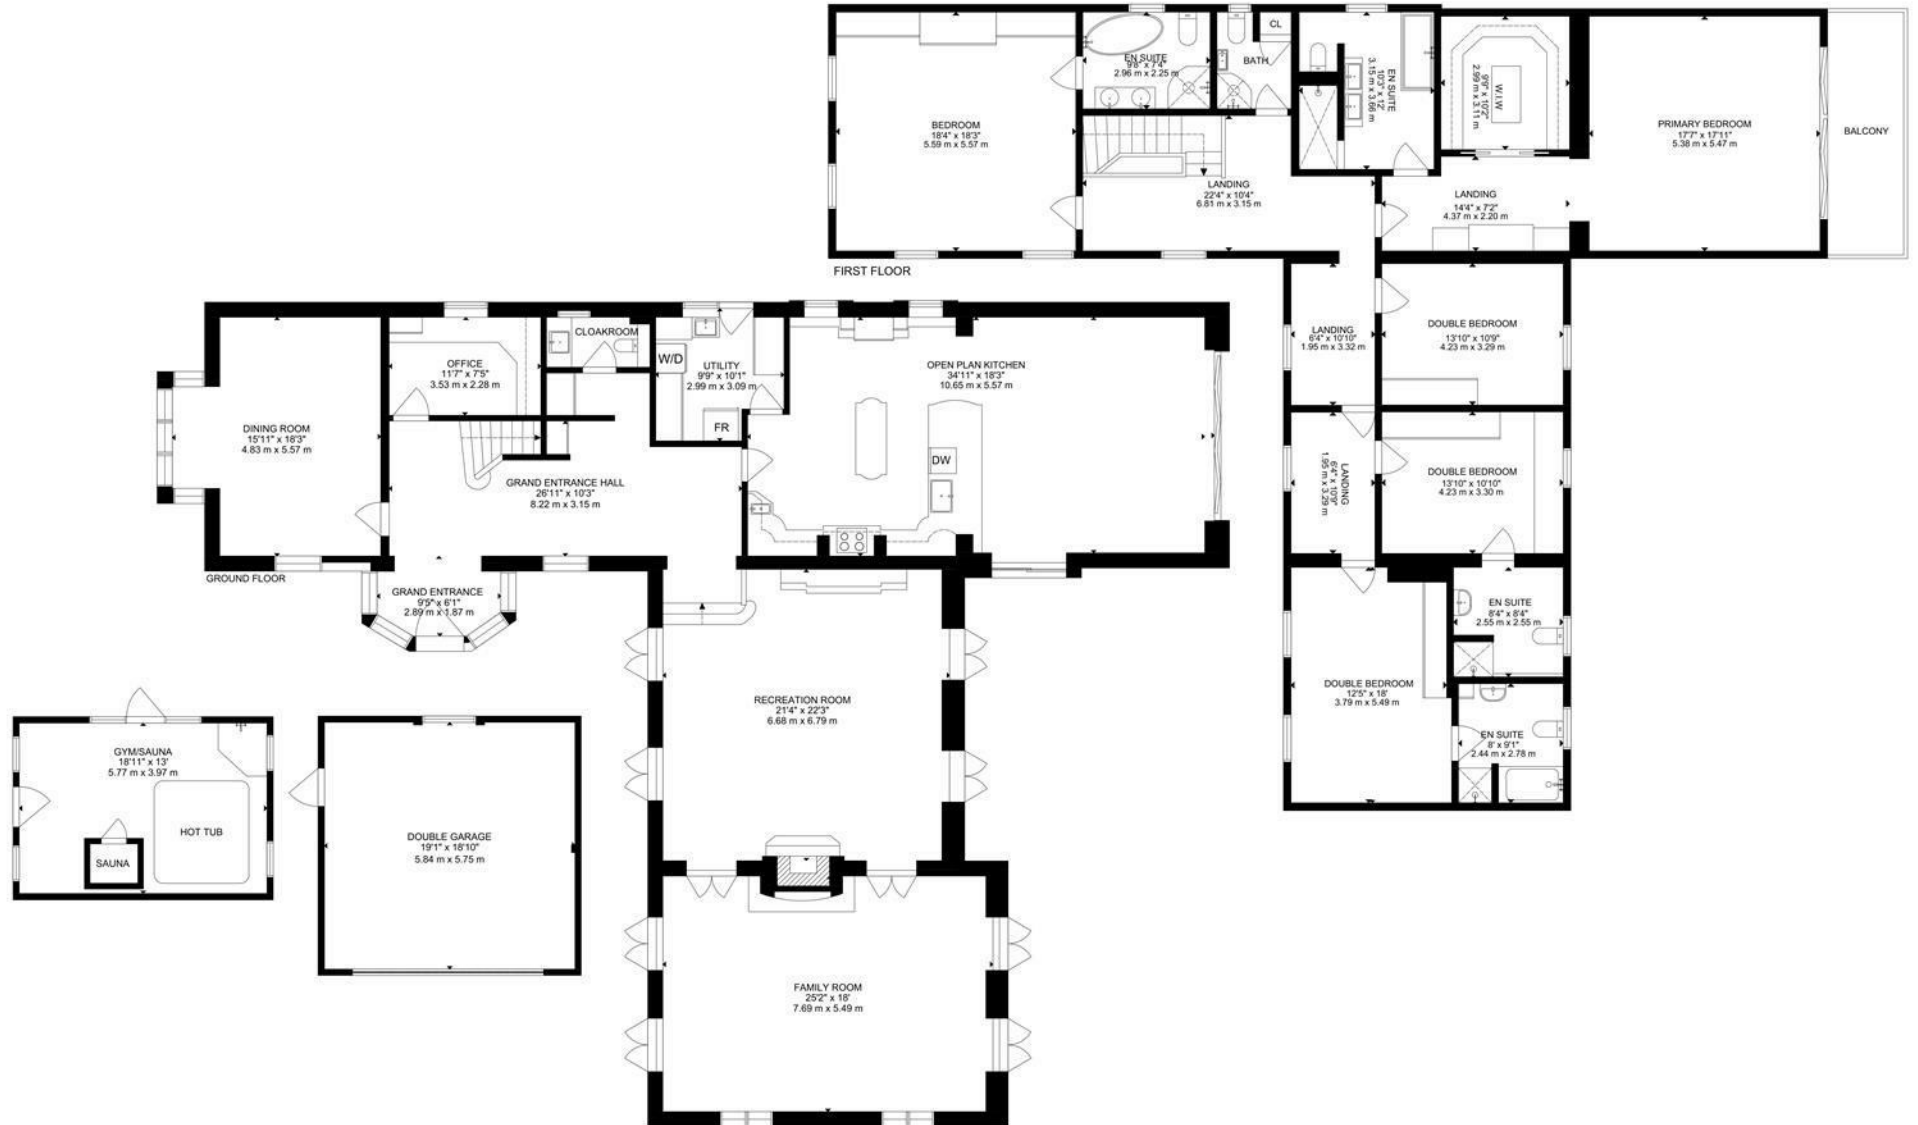 BEDROOM
18'4" x 18'3"
5.59 m x 5.57 m
EN SUITE
9'8" x 7'4"
2.96 m x 2.25 m
BATH
CL
EN SUITE
10'3" x 12'
3.15 m x 3.66 m
W.I.W
9'9" x 10'2"
2.99 m x 3.11 m
PRIMARY BEDROOM
17'7" x 17'11"
5.38 m x 5.47 m
BALCONY
LANDING
22'4" x 10'4"
6.81 m x 3.15 m
LANDING
14'4" x 7'2"
4.37 m x 2.20 m
FIRST FLOOR
LANDING
6'4" x 10'10"
1.95 m x 3.32 m
DOUBLE BEDROOM
13'10" x 10'9"
4.23 m x 3.29 m
LANDING
6'4" x 10'9"
1.95 m x 3.29 m
DOUBLE BEDROOM
13'10" x 10'10"
4.23 m x 3.30 m
EN SUITE
8'4" x 8'4"
2.55 m x 2.55 m
DOUBLE BEDROOM
12'5" x 18'
3.79 m x 5.49 m
EN SUITE
8' x 9'1"
2.44 m x 2.78 m
DINING ROOM
15'11" x 18'3"
4.83 m x 5.57 m
OFFICE
11'7" x 7'5"
3.53 m x 2.28 m
CLOAKROOM
W/D
UTILITY
9'9" x 10'1"
2.99 m x 3.09 m
FR
OPEN PLAN KITCHEN
34'11" x 18'3"
10.65 m x 5.57 m
DW
GRAND ENTRANCE HALL
26'11" x 10'3"
8.22 m x 3.15 m
GROUND FLOOR
GRAND ENTRANCE
9'5" x 6'1"
2.89 m x 1.87 m
RECREATION ROOM
21'4" x 22'3"
6.68 m x 6.79 m
GYM/SAUNA
18'11" x 13'
5.77 m x 3.97 m
HOT TUB
SAUNA
DOUBLE GARAGE
19'1" x 18'10"
5.84 m x 5.75 m
FAMILY ROOM
25'2" x 18'
7.69 m x 5.49 m